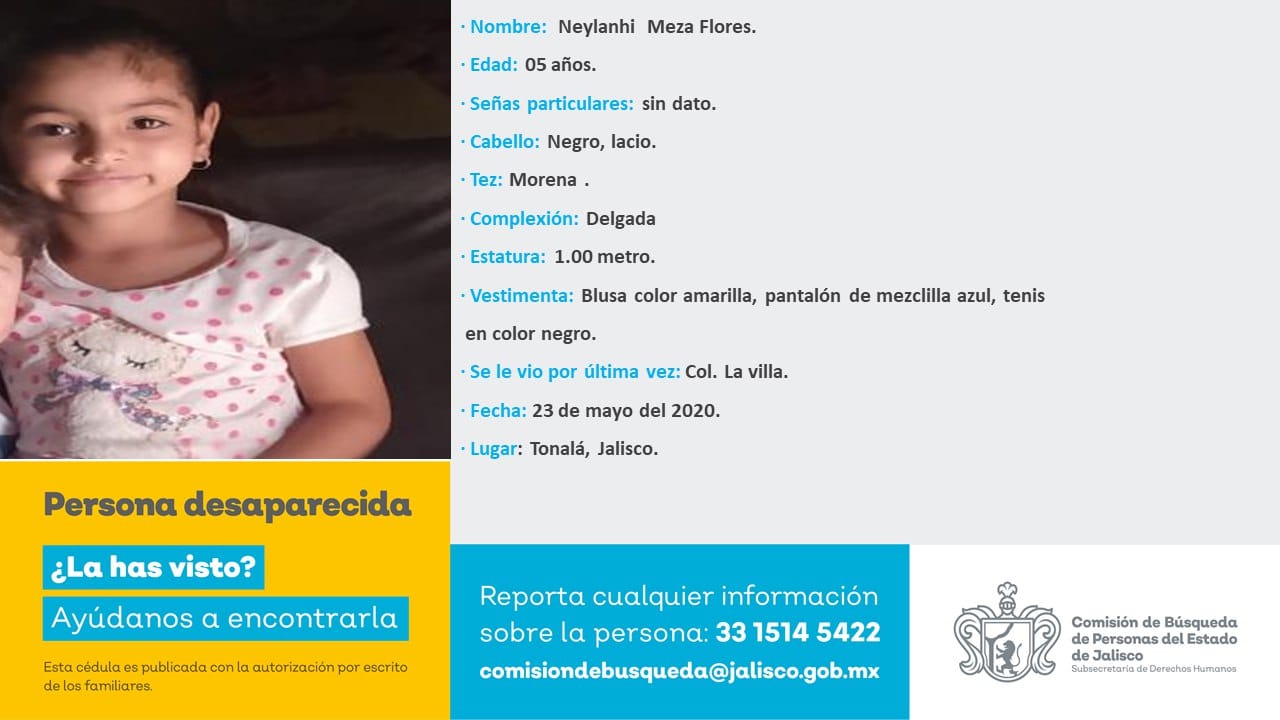 · Nombre: Neylanhi Meza Flores.
· Edad: 05 años.
· Señas particulares: sin dato.
· Cabello: Negro, lacio.
· Tez: Morena .
· Complexión: Delgada
· Estatura: 1.00 metro.
· Vestimenta: Blusa color amarilla, pantalón de mezclilla azul, tenis
en color negro.
· Se le vio por última vez: Col. La villa.
· Fecha: 23 de mayo del 2020.
· Lugar: Tonalá, Jalisco.
Persona desaparecida
¿La has visto?
Ayúdanos a encontrarla
Esta cédula es publicada con la autorización por escrito
de los familiares.
Reporta cualquier información
sobre la persona: 33 1514 5422
comisiondebusqueda@jalisco.gob.mx
Comisión de Búsqueda
de Personas del Estado
de Jalisco
Subsecretaría de Derechos Humanos